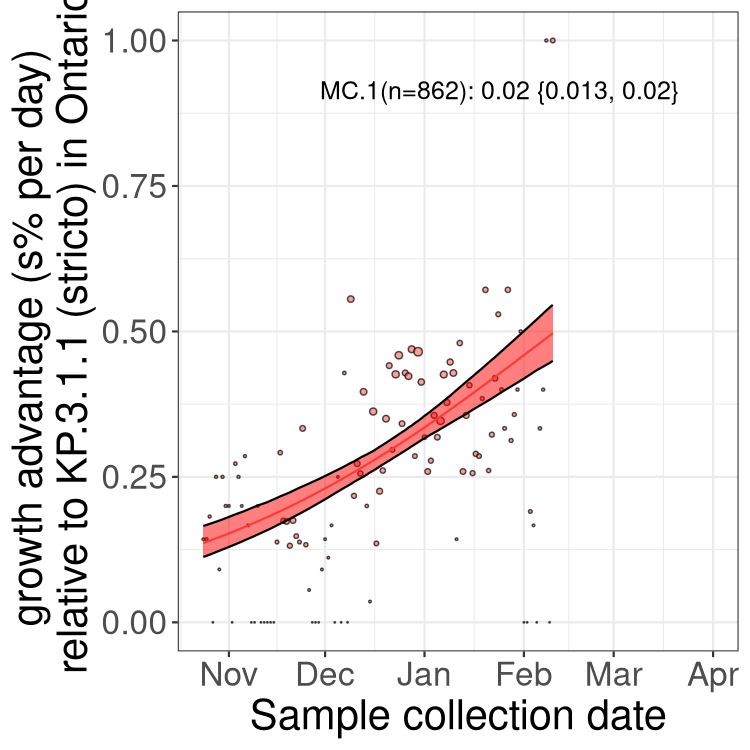 growth advantage (s% per day)
relative to KP.3.1.1 (stricto) in Ontario
1.00
0.75
0.50
0.25
0.00
MC.1(n=862): 0.02 {0.013, 0.02}
Nov Dec Jan Feb Mar Apr
Sample collection date